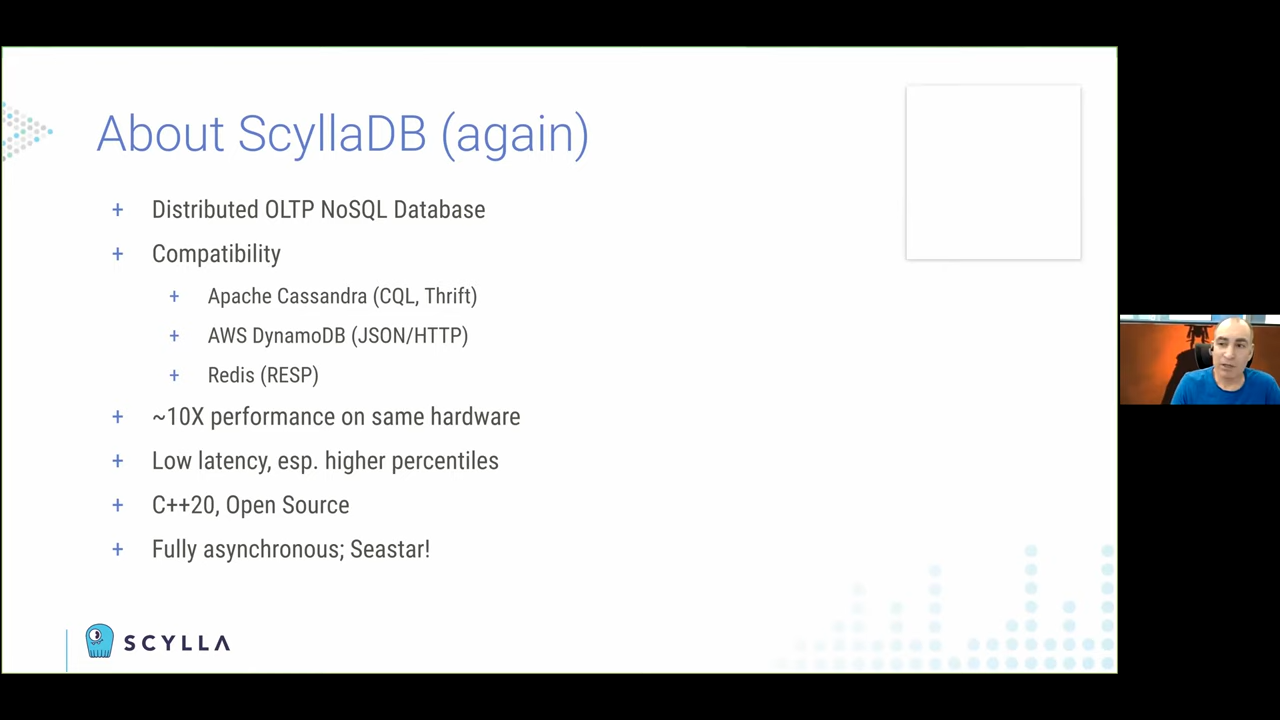 About ScyllaDB (again)
+ Distributed OLTP NoSQL Database
+ Compatibility
+ Apache Cassandra (CQL, Thrift)
+ AWS DynamoDB (JSON/HTTP)
+ Redis (RESP)
+ ~10X performance on same hardware
+ Low latency, esp. higher percentiles
+ C++20, Open Source
+ Fully asynchronous; Seastar!
SCYLLA